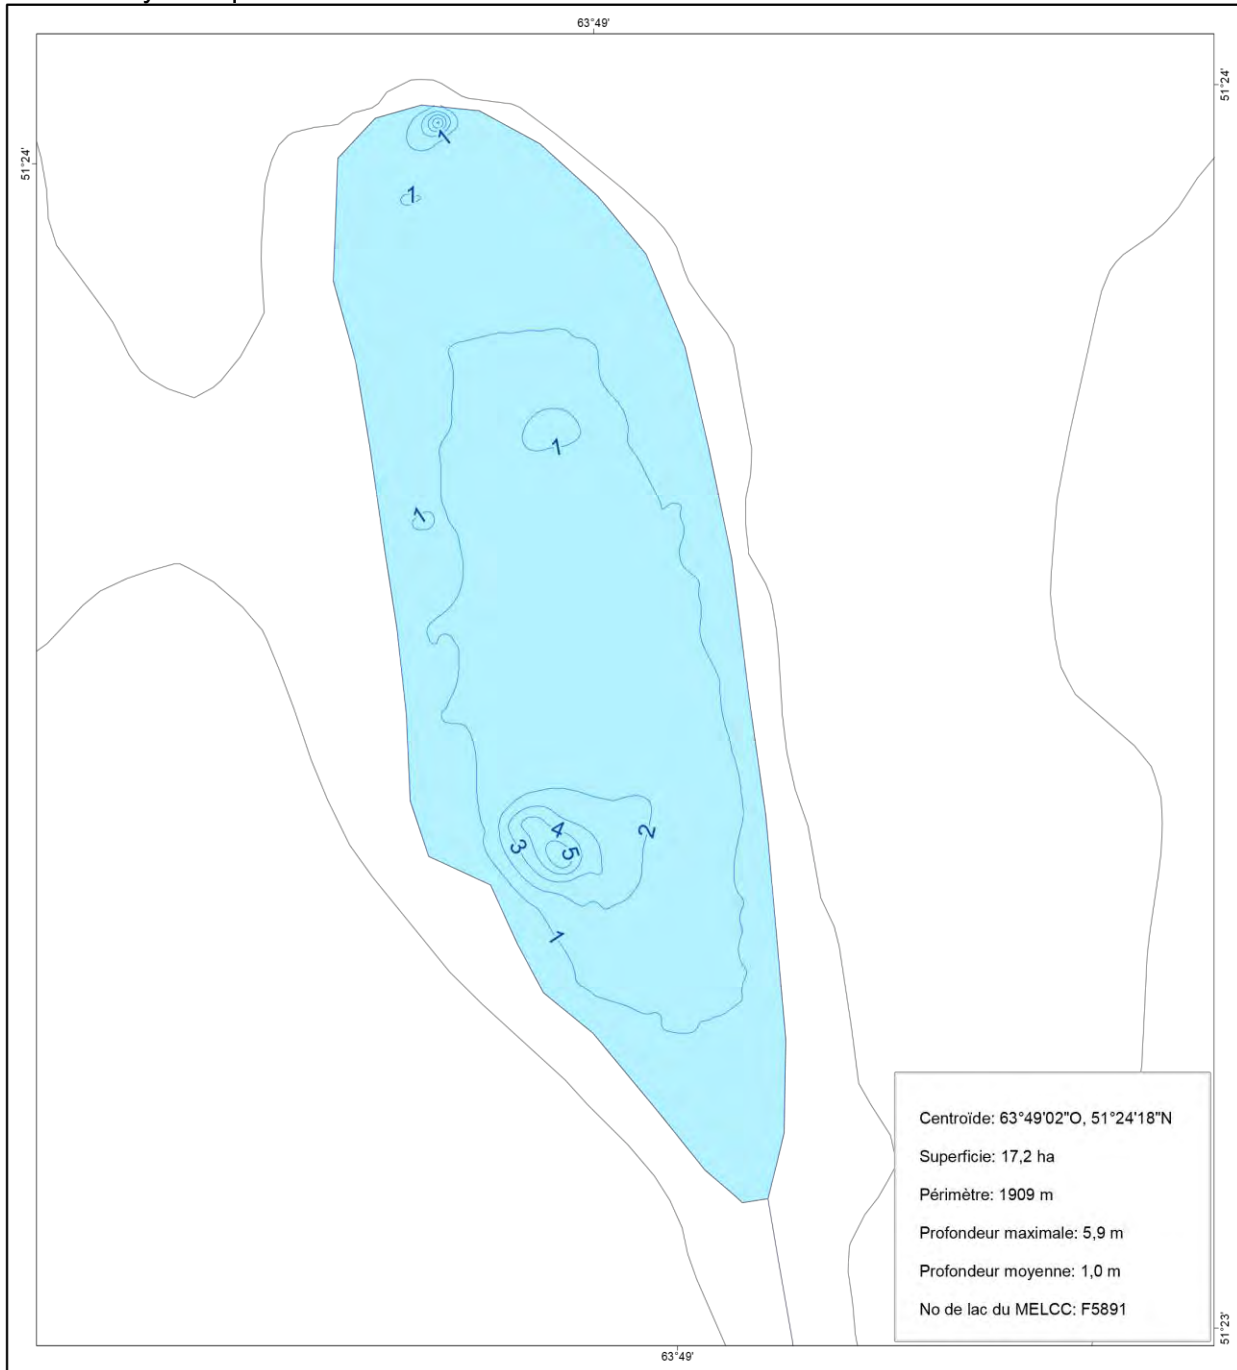 63°49'
51°24'
51°24'
1
1
1
1
4
2
3
5
1
Centroïde: 63°49'02"O, 51°24'18"N
Superficie: 17,2 ha
Périmètre: 1909 m
Profondeur maximale: 5,9 m
Profondeur moyenne: 1,0 m
No de lac du MELCC: F5891
51°23'
63°49'